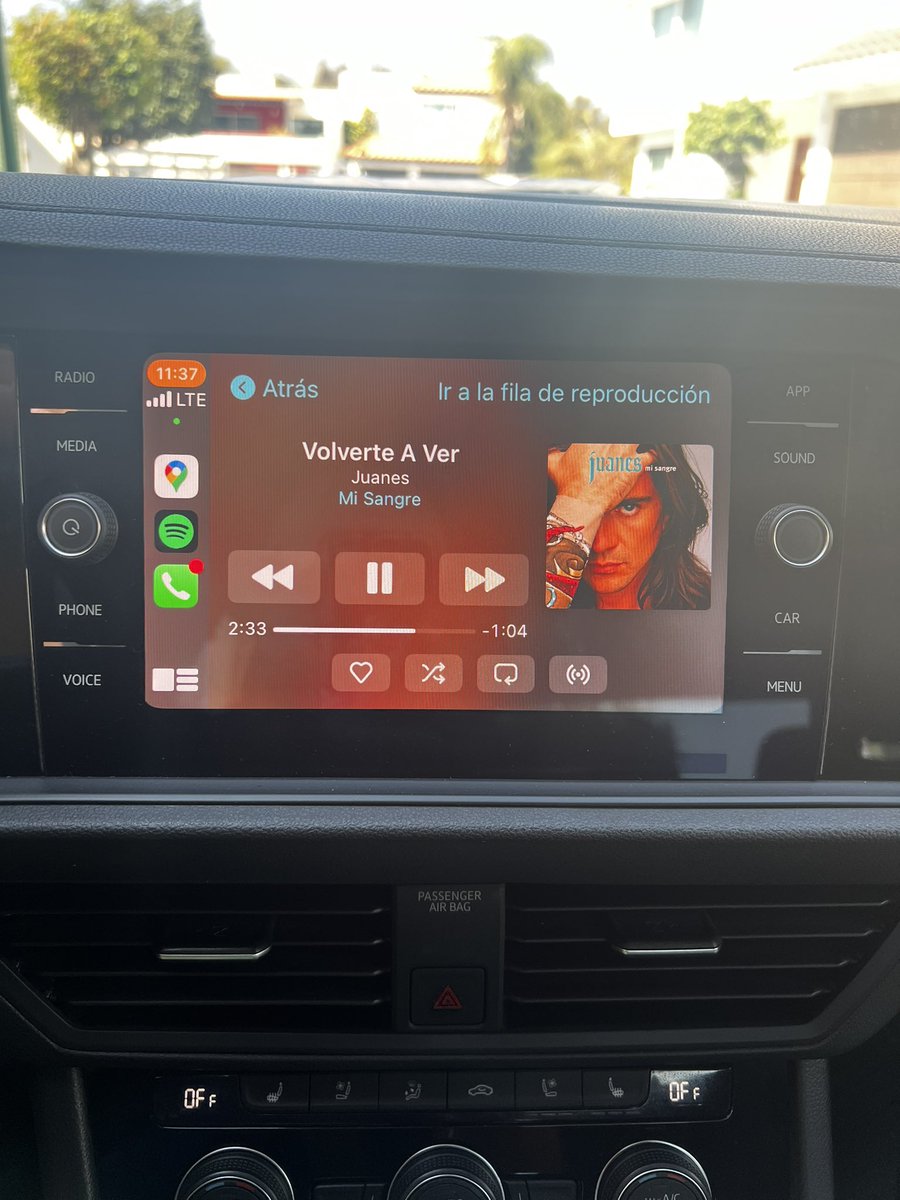 RADIO
MEDIA
PHONE
VOICE
11:37
LTE
Atrás
Ir a la fila de reproducción
Volverte A Ver
Juanes
Mi Sangre
juanes mi sangre
2:33
-1:04
APP
SOUND
CAR
MENU
PASSENGER
AIR BAG
OFF
OFF
A/C